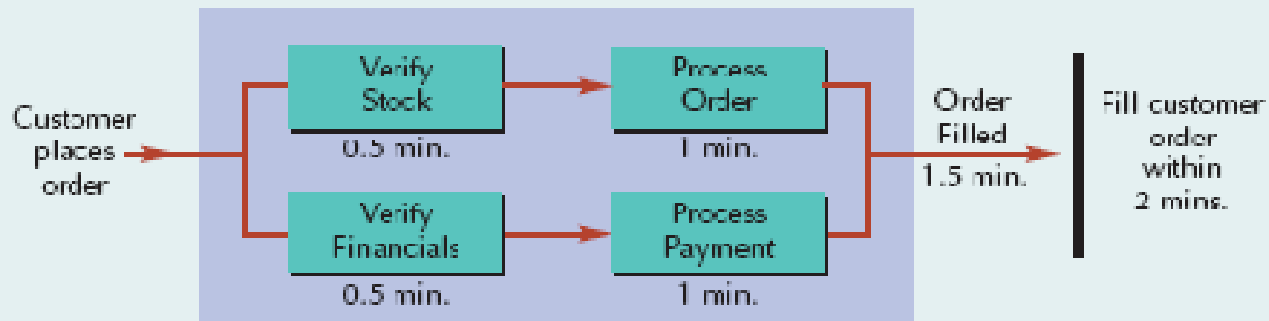 Customer
places
order
Verify
Stock
0.5 min.
Process
Order
1 min.
Verify
Financials
0.5 min.
Process
Payment
1 min.
Order
Filled
1.5 min.
Fill customer
order
within
2 mins.